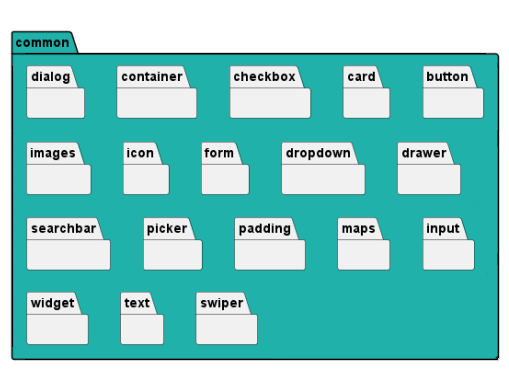 common
dialog container checkbox card button
images icon form dropdown drawer
searchbar picker padding maps input
widget text swiper